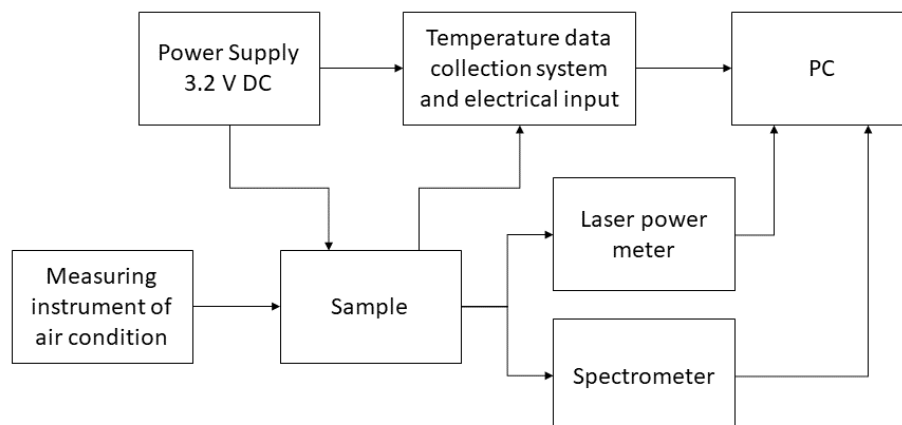 Power Supply
3.2 V DC
Temperature data
collection system
and electrical input
PC
Laser power
meter
Measuring
instrument of
air condition
Sample
Spectrometer